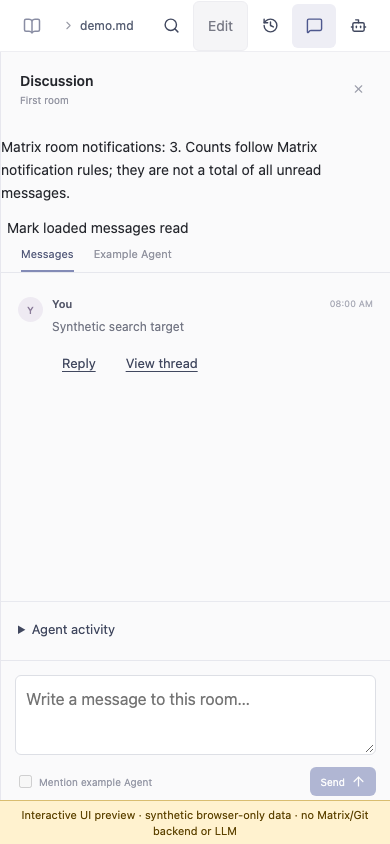 demo.md
Edit
Discussion
First room
Matrix room notifications: 3. Counts follow Matrix
notification rules; they are not a total of all unread
messages.
Mark loaded messages read
Messages Example Agent
Y You 08:00 AM
Synthetic search target
Reply View thread
Agent activity
Write a message to this room...
Mention example Agent Send
Interactive UI preview · synthetic browser-only data · no Matrix/Git
backend or LLM